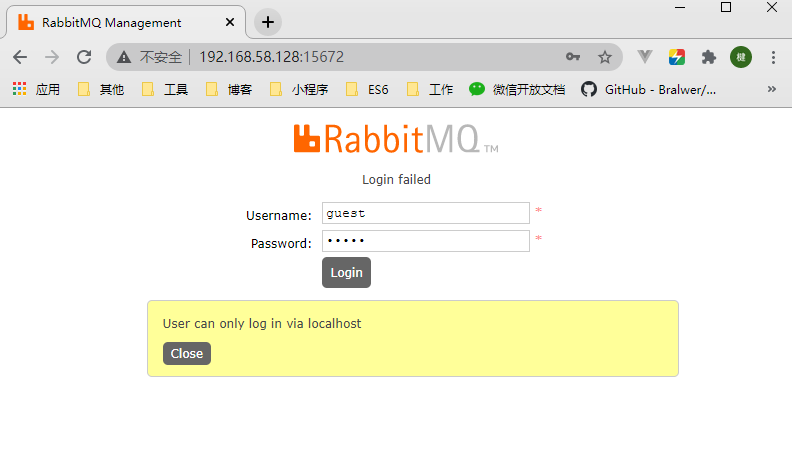 RabbitMQ Management
不安全 192.168.58.128:15672
应用 其他 工具 博客 小程序 ES6 工作 微信开放文档 GitHub - Bralwer/...
RabbitMQ TM
Login failed
Username: guest *
Password: ••••• *
Login
User can only log in via localhost
Close